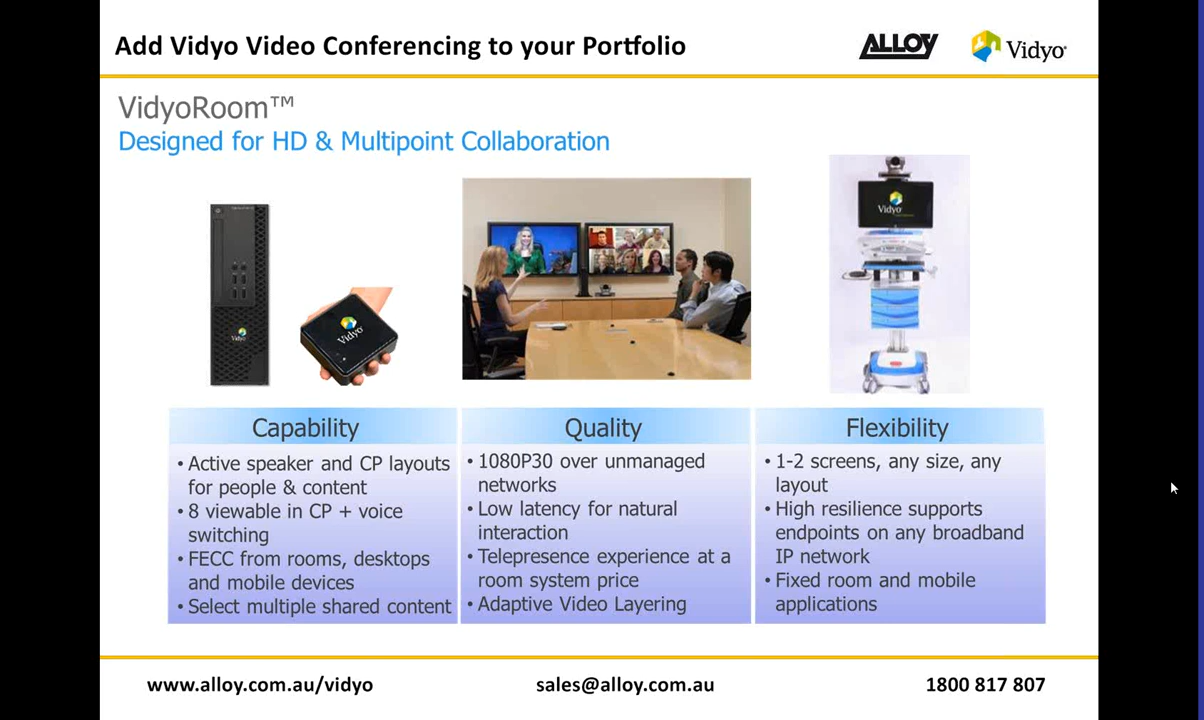 Add Vidyo Video Conferencing to your Portfolio
ALLOY
Vidyo
VidyoRoom™
Designed for HD & Multipoint Collaboration
Vidyo
Vidyo
Vidyo
Capability
• Active speaker and CP layouts
for people & content
• 8 viewable in CP + voice
switching
• FECC from rooms, desktops
and mobile devices
• Select multiple shared content
Quality
• 1080P30 over unmanaged
networks
• Low latency for natural
interaction
• Telepresence experience at a
room system price
• Adaptive Video Layering
Flexibility
• 1-2 screens, any size, any
layout
• High resilience supports
endpoints on any broadband
IP network
• Fixed room and mobile
applications
www.alloy.com.au/vidyo
sales@alloy.com.au
1800 817 807